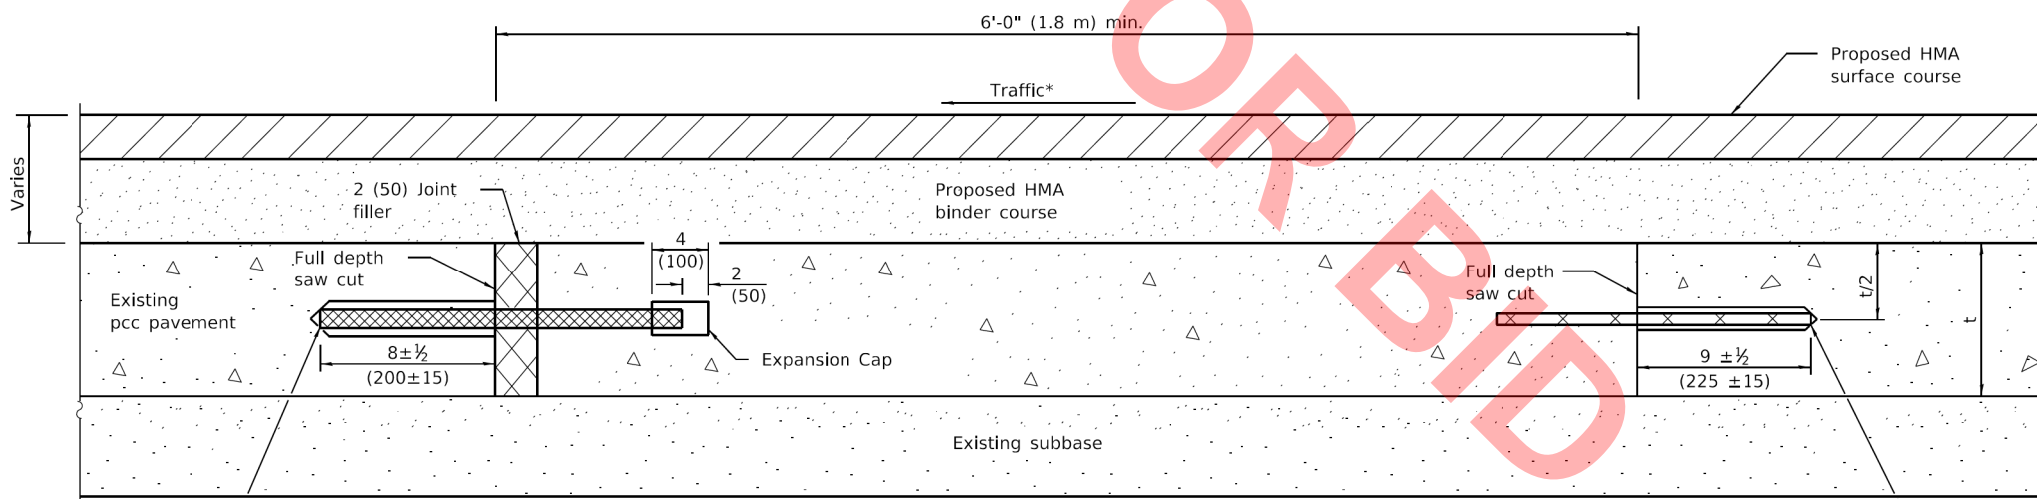 6'-0" (1.8 m) min.
Proposed HMA
surface course
Traffic*
Varies
2 (50) Joint
filler
Proposed HMA
binder course
Full depth
saw cut
4
(100)
2
(50)
Full depth
saw cut
t/2
t
Existing
pcc pavement
Expansion Cap
8±½
(200±15)
9 ±½
(225 ±15)
Existing subbase
OR BID